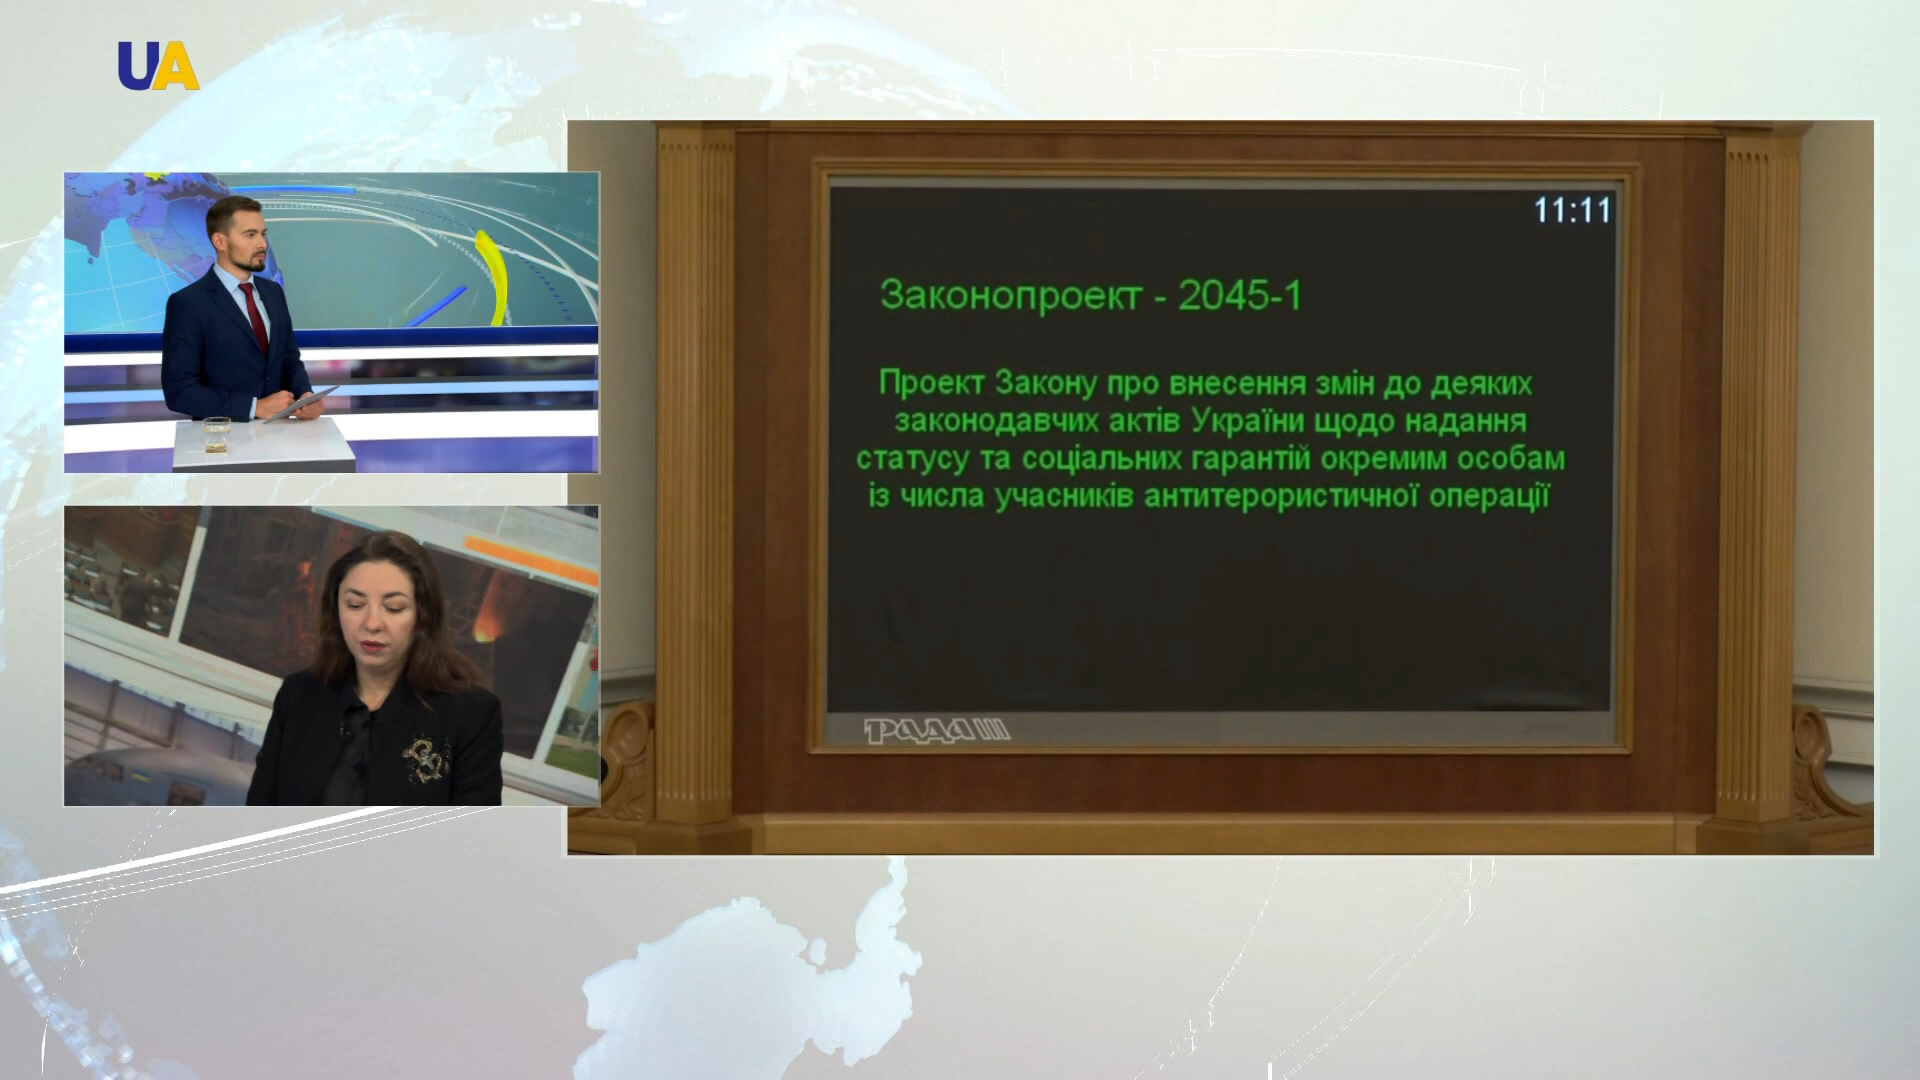 UA
11:11
Законопроект - 2045-1
Проект Закону про внесення змін до деяких
законодавчих актів України щодо надання
статусу та соціальних гарантій окремим особам
із числа учасників антитерористичної операції
РАДА